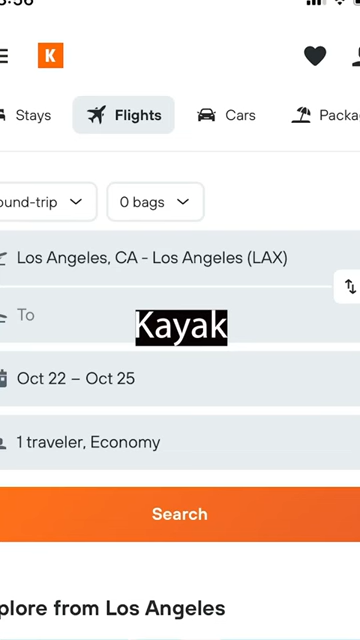 K
Stays
Flights
Cars
Packa
ound-trip
0 bags
Los Angeles, CA - Los Angeles (LAX)
To
Kayak
Oct 22 – Oct 25
1 traveler, Economy
Search
plore from Los Angeles